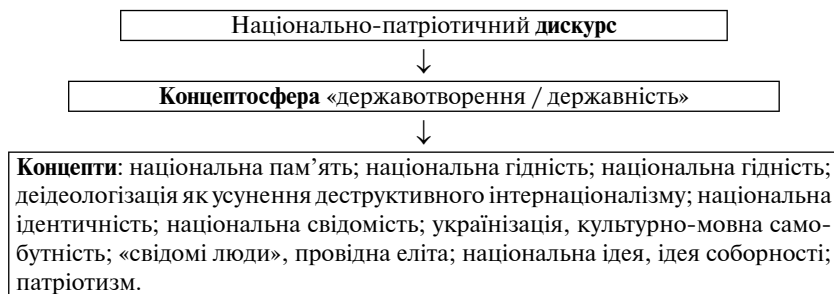 Національно-патріотичний дискурс
↓
Концептосфера «державотворення / державність»
↓
Концепти: національна пам’ять; національна гідність; національна гідність;
деідеологізація як усунення деструктивного інтернаціоналізму; національна
ідентичність; національна свідомість; українізація, культурно-мовна само-
бутність; «свідомі люди», провідна еліта; національна ідея, ідея соборності;
патріотизм.